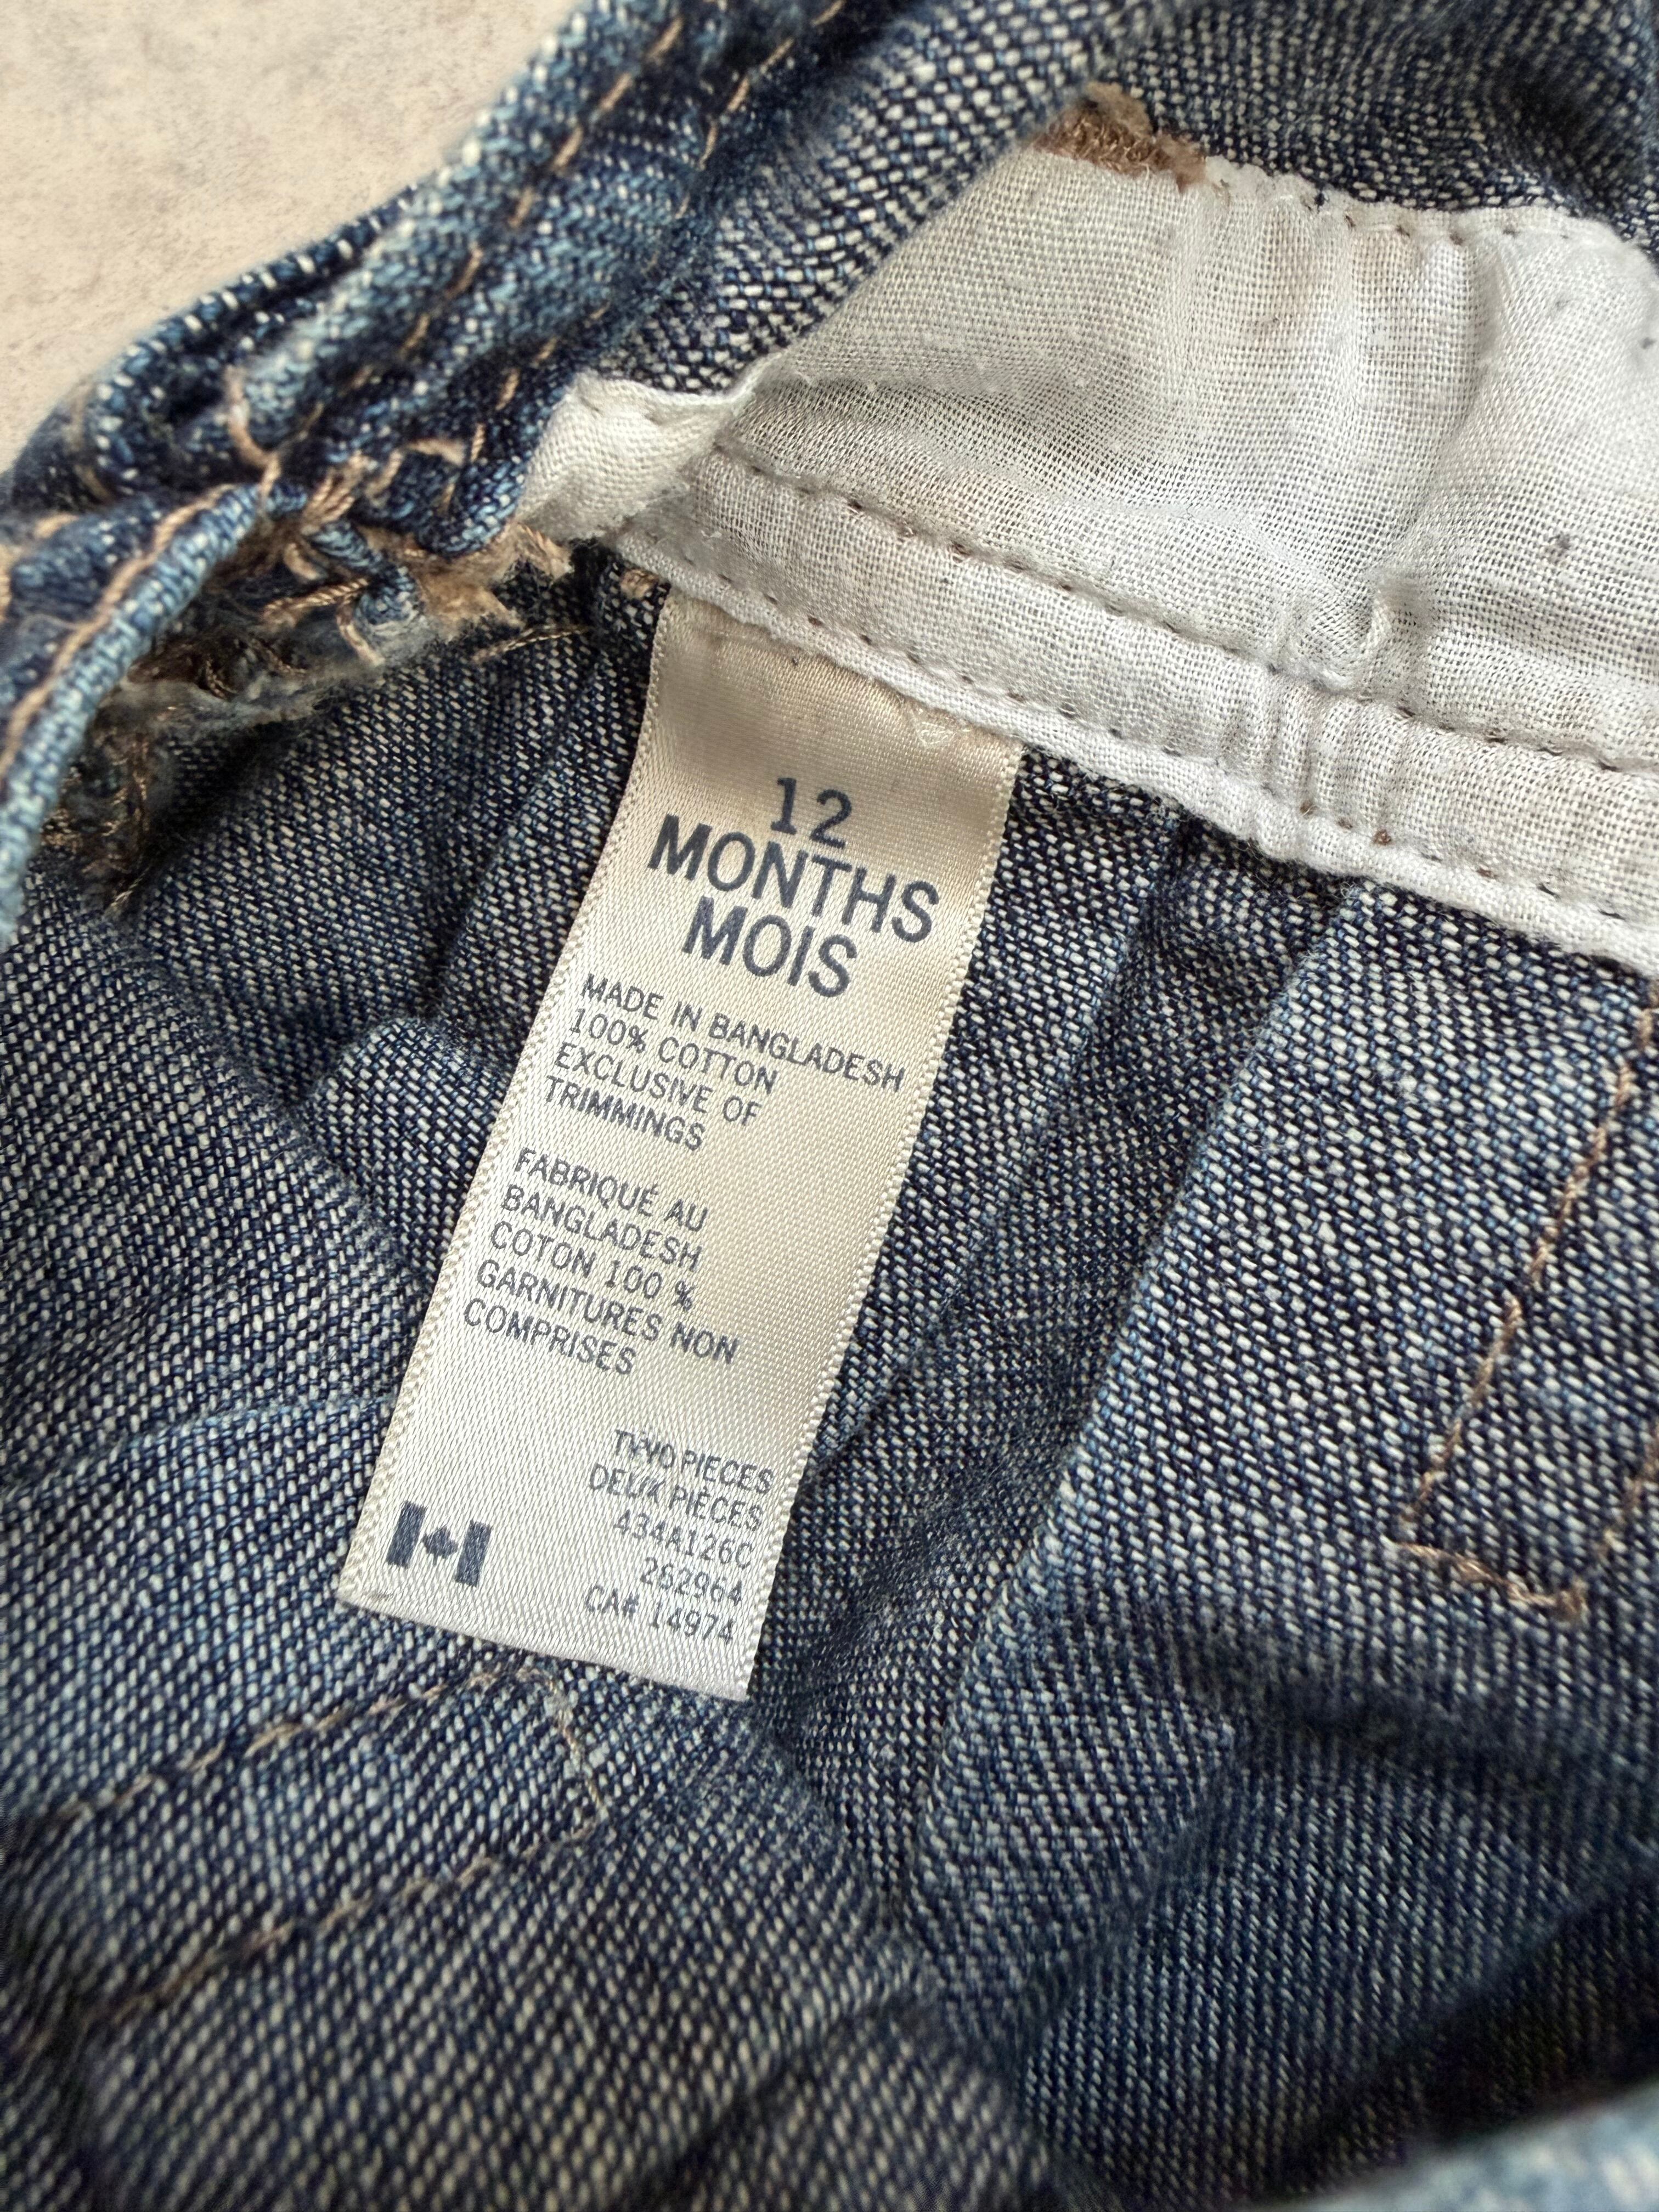 12
MONTHS
MOIS
MADE IN BANGLADESH
100% COTTON
EXCLUSIVE OF
TRIMMINGS
FABRIQUÉ AU
BANGLADESH
COTON 100 %
GARNITURES NON
COMPRISES
TWO PIECES
DEUX PIÈCES
434A126C
262964
CA# 14974